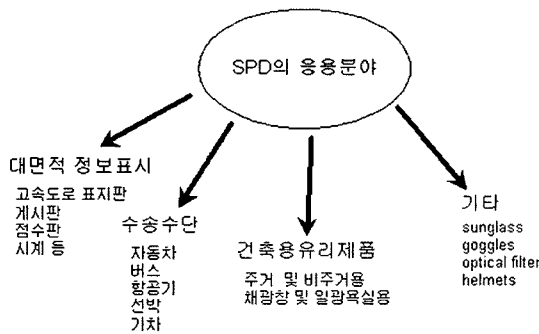 SPD의 응용분야
대면적 정보표시
고속도로 표지판
게시판
점수판
시계 등
수송수단
자동차
버스
항공기
선박
기차
건축용유리제품
주거 및 비주거용
채광창 및 일광욕실용
기타
sunglass
goggles
optical filter
helmets